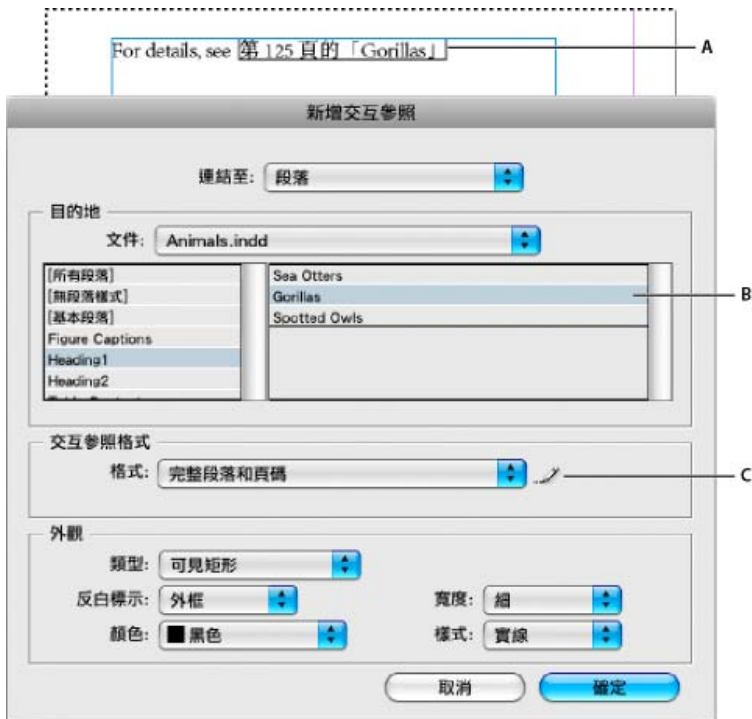 For details, see 第 125 頁的「Gorillas」 A
新增交互參照
連結至: 段落
目的地
文件: Animals.indd
[所有段落] Sea Otters
[無段落樣式] Gorillas B
[基本段落] Spotted Owls
Figure Captions
Heading1
Heading2
交互參照格式
格式: 完整段落和頁碼 C
外觀
類型: 可見矩形
反白標示: 外框 寬度: 細
顏色: 黑色 樣式: 實線
取消 確定